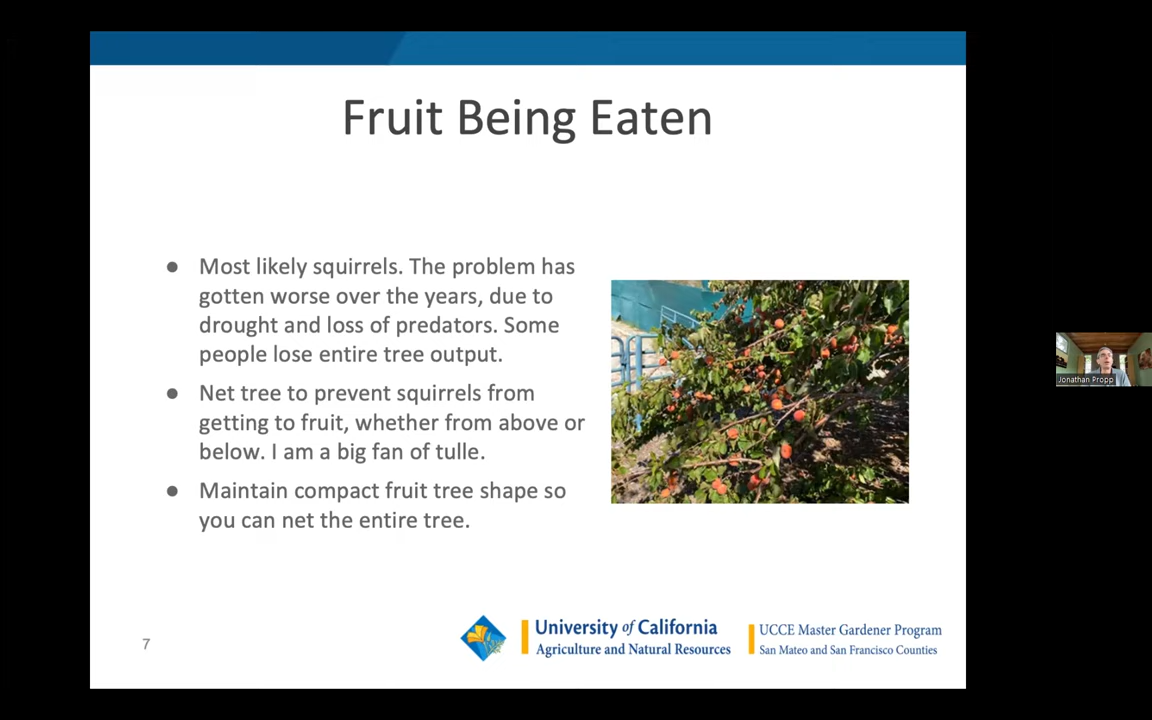 Fruit Being Eaten
● Most likely squirrels. The problem has
gotten worse over the years, due to
drought and loss of predators. Some
people lose entire tree output.
● Net tree to prevent squirrels from
getting to fruit, whether from above or
below. I am a big fan of tulle.
● Maintain compact fruit tree shape so
you can net the entire tree.
Jonathan Propp
7
University of California
Agriculture and Natural Resources
UCCE Master Gardener Program
San Mateo and San Francisco Counties